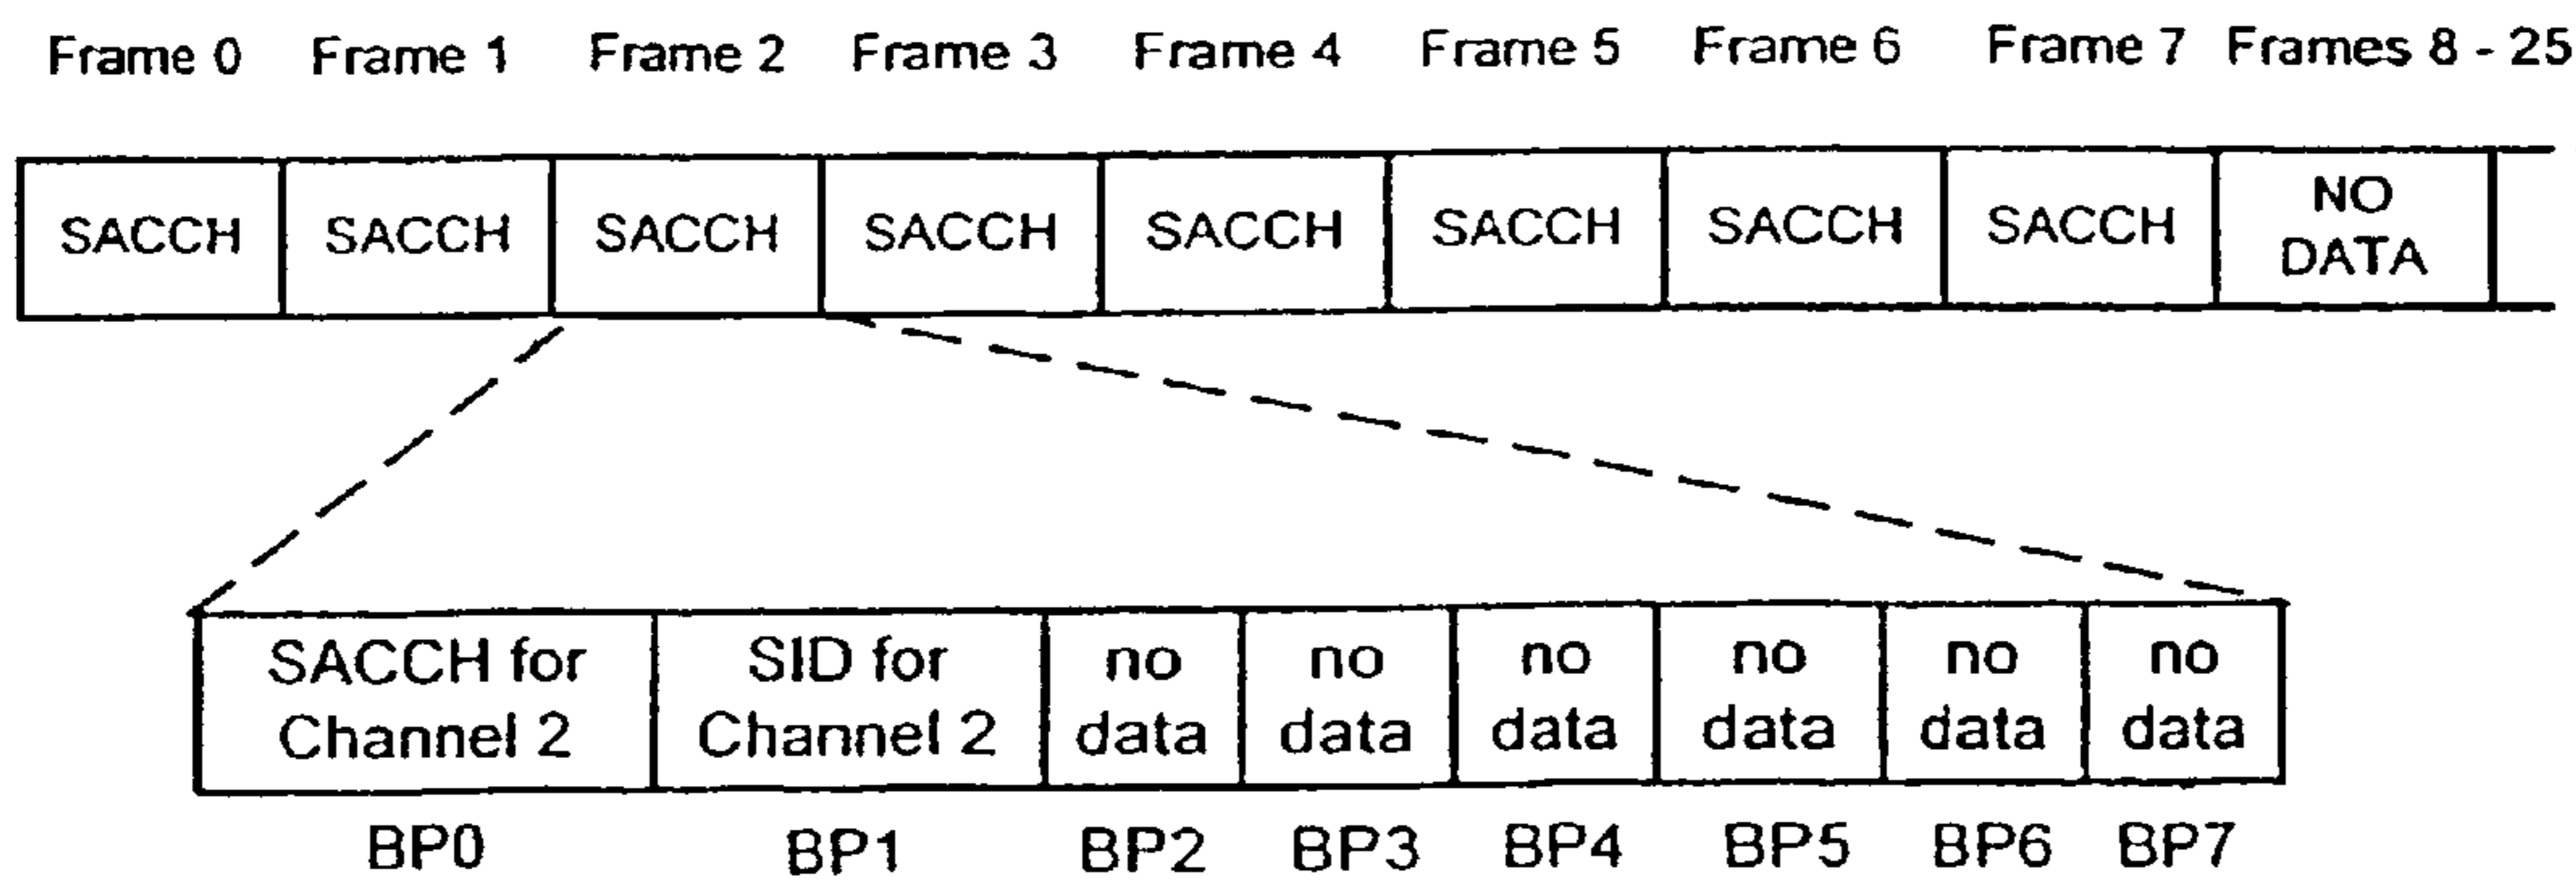 Frame 0 Frame 1 Frame 2 Frame 3 Frame 4 Frame 5 Frame 6 Frame 7 Frames 8 - 25
SACCH SACCH SACCH SACCH SACCH SACCH SACCH SACCH NO
DATA
SACCH for SID for no no no no no no
Channel 2 Channel 2 data data data data data data
BP0 BP1 BP2 BP3 BP4 BP5 BP6 BP7